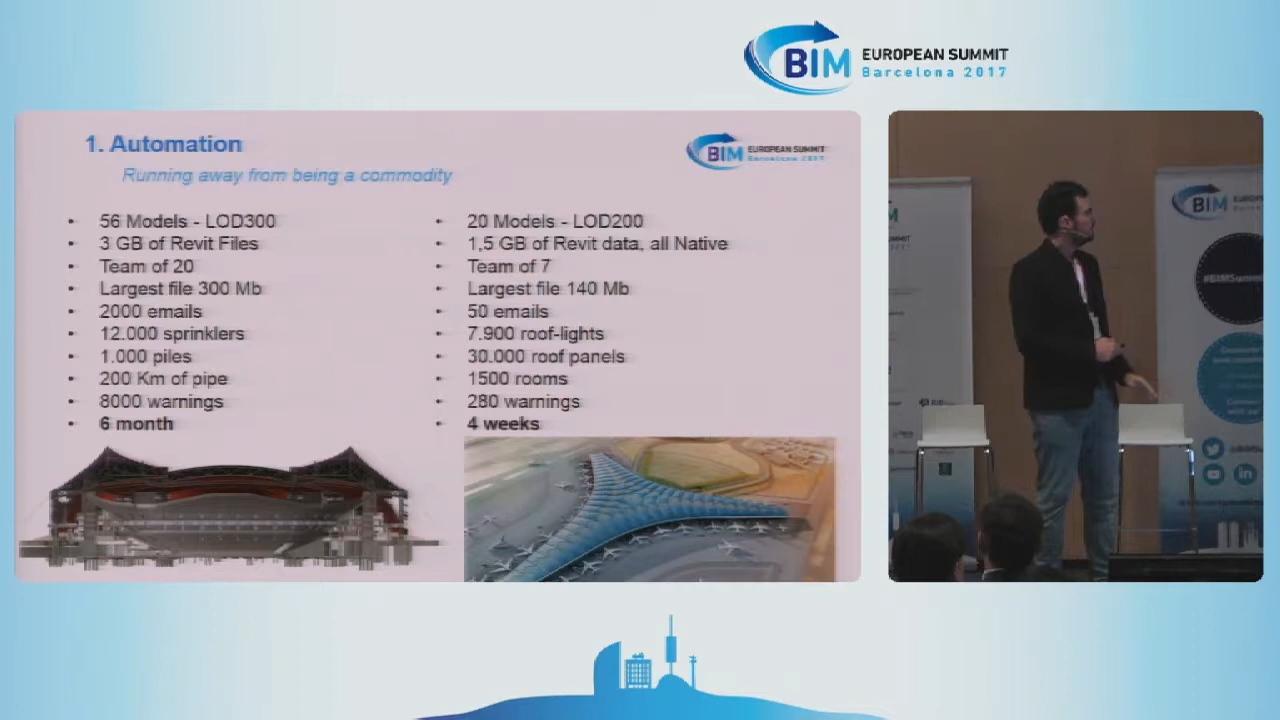 BIM EUROPEAN SUMMIT
Barcelona 2017
1. Automation
Running away from being a commodity
BIM EUROPEAN SUMMIT
Barcelona 2017
• 56 Models - LOD300
• 3 GB of Revit Files
• Team of 20
• Largest file 300 Mb
• 2000 emails
• 12.000 sprinklers
• 1.000 piles
• 200 Km of pipe
• 8000 warnings
• 6 month
• 20 Models - LOD200
• 1,5 GB of Revit data, all Native
• Team of 7
• Largest file 140 Mb
• 50 emails
• 7.900 roof-lights
• 30.000 roof panels
• 1500 rooms
• 280 warnings
• 4 weeks
BIM